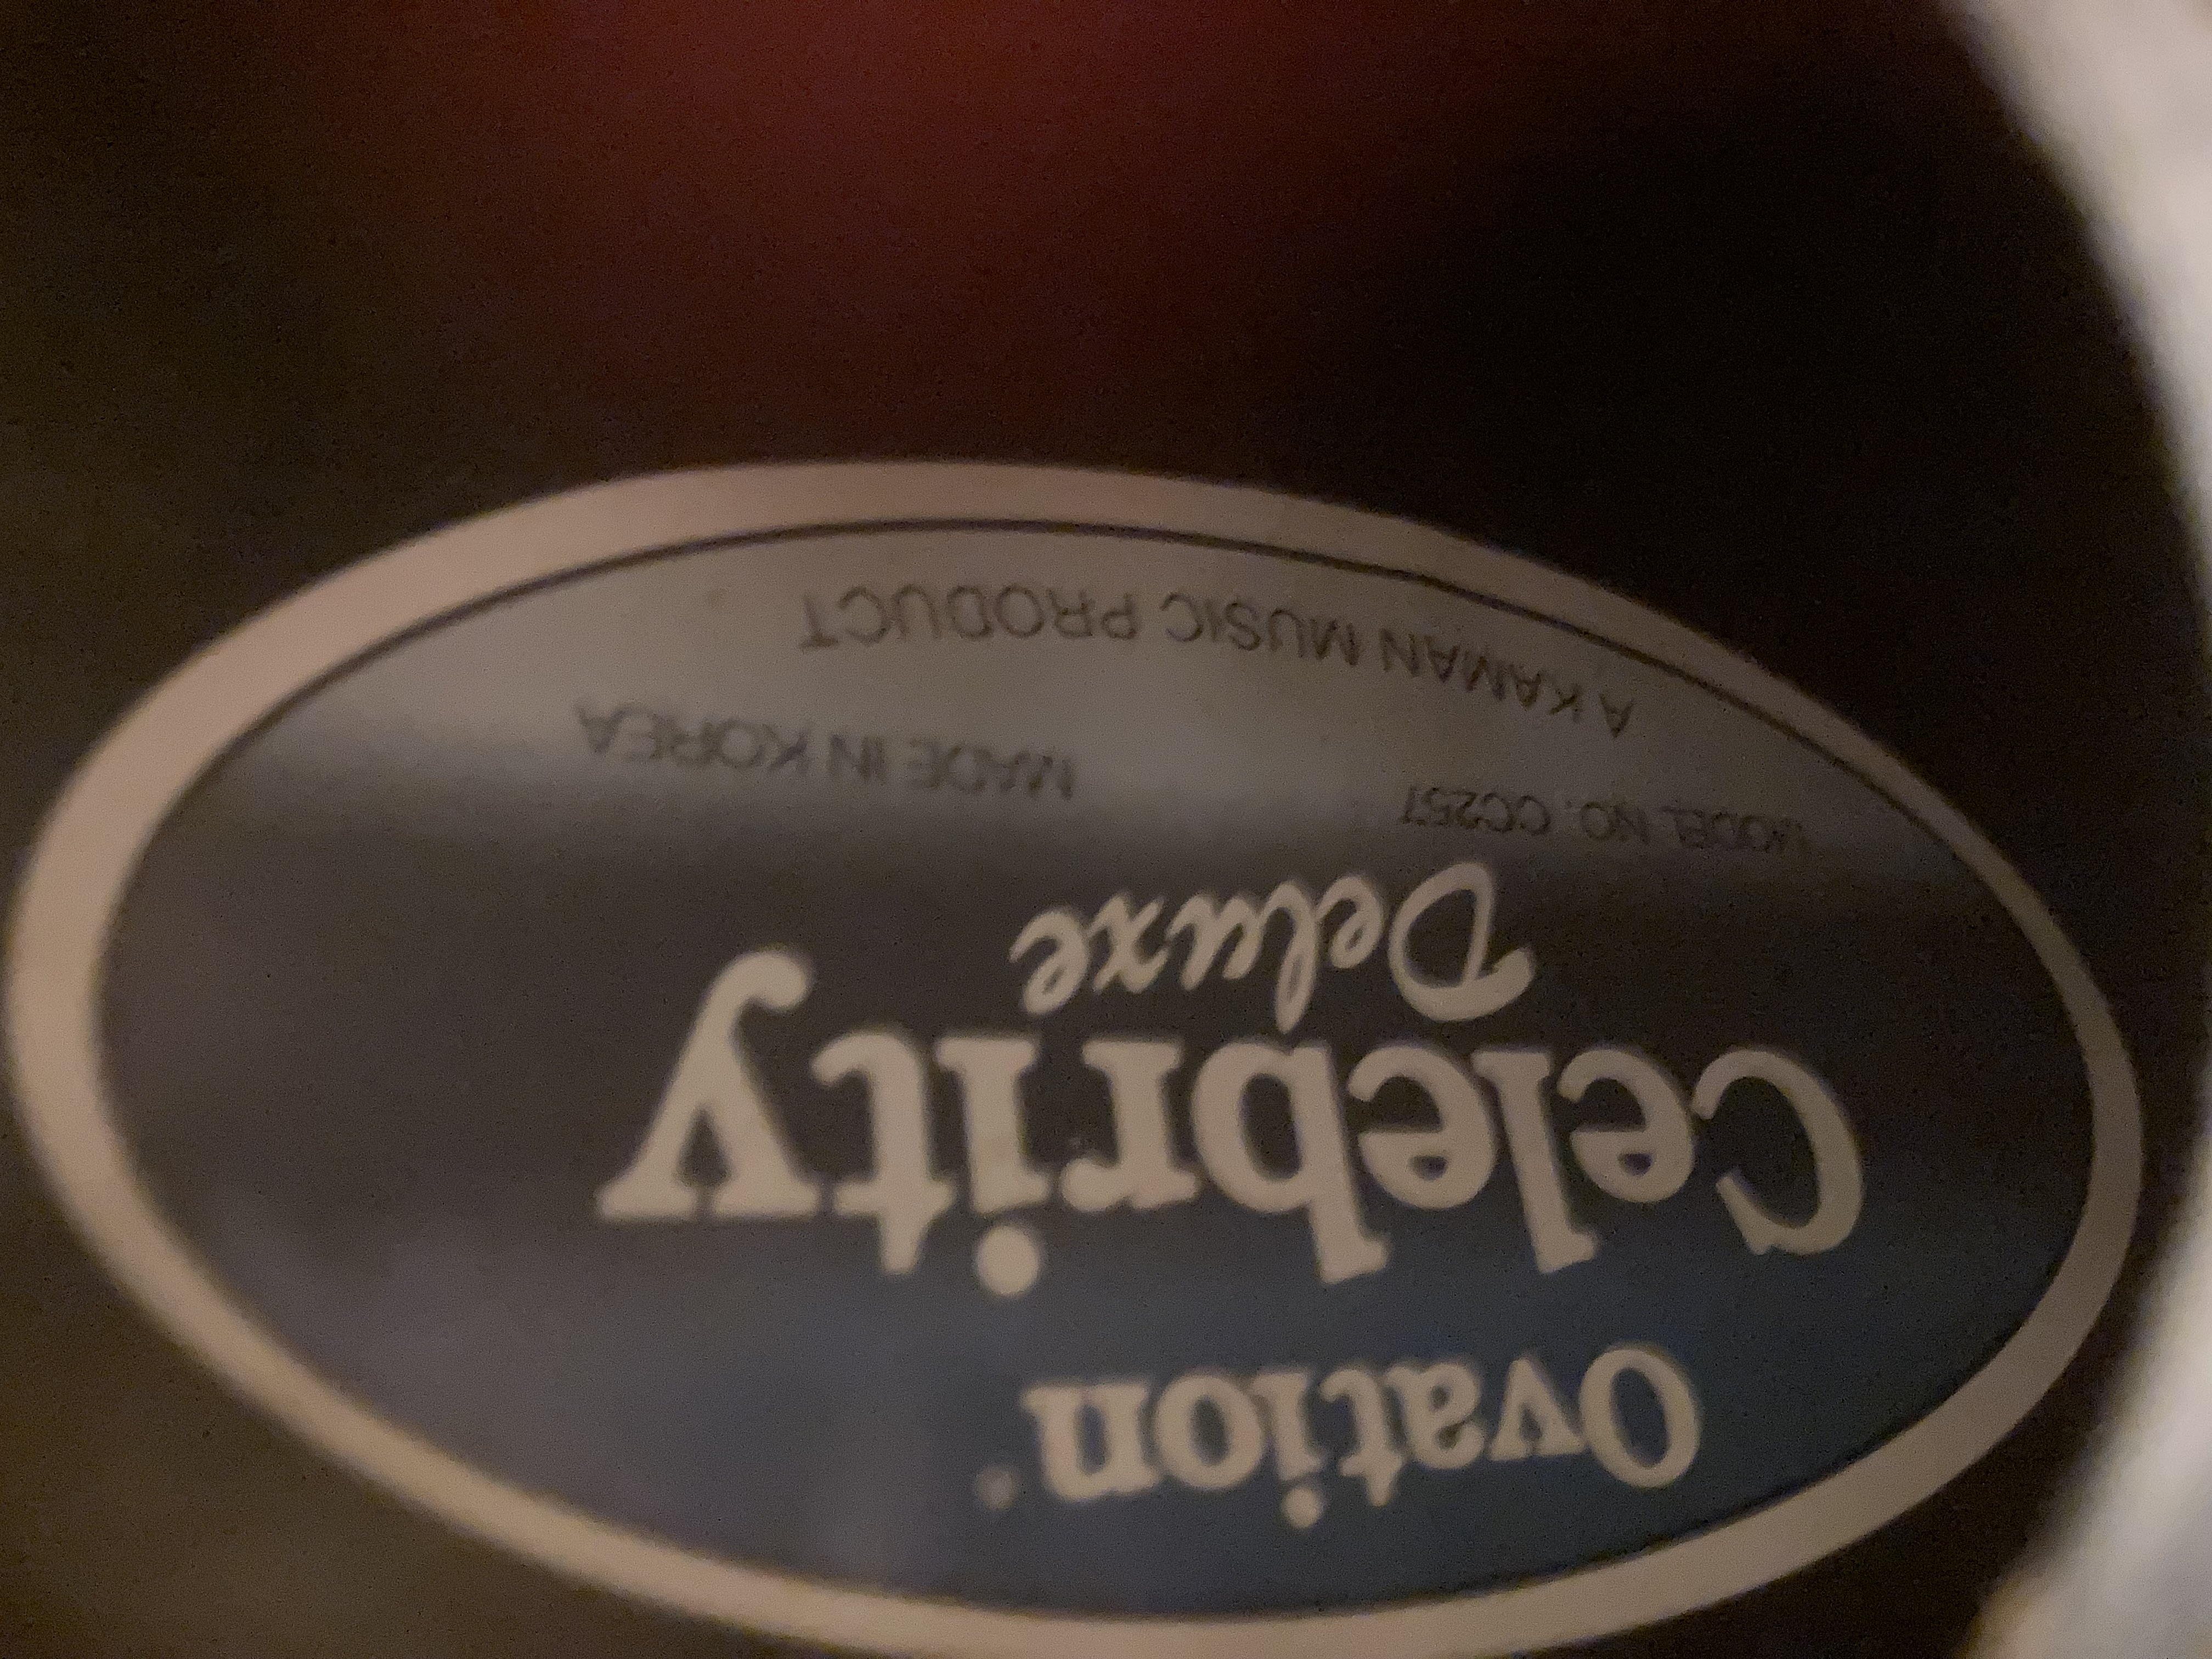 Ovation
Celebrity
Deluxe
MODEL NO. CC257 MADE IN KOREA
A KAMAN MUSIC PRODUCT